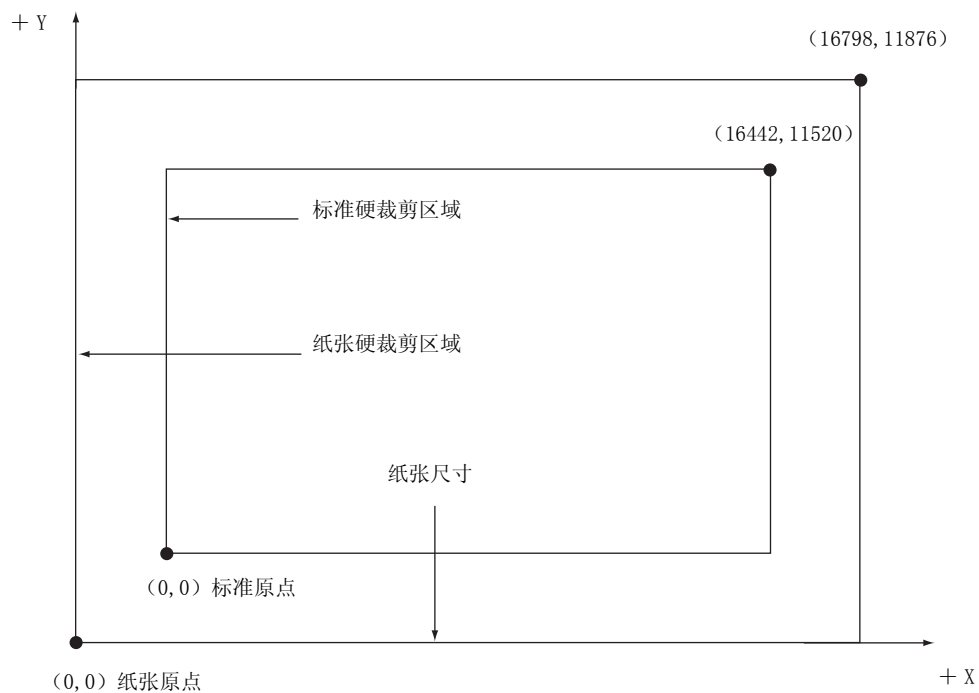 ＋Y
（16798,11876）
（16442,11520）
标准硬裁剪区域
纸张硬裁剪区域
纸张尺寸
（0,0）标准原点
（0,0）纸张原点
＋X